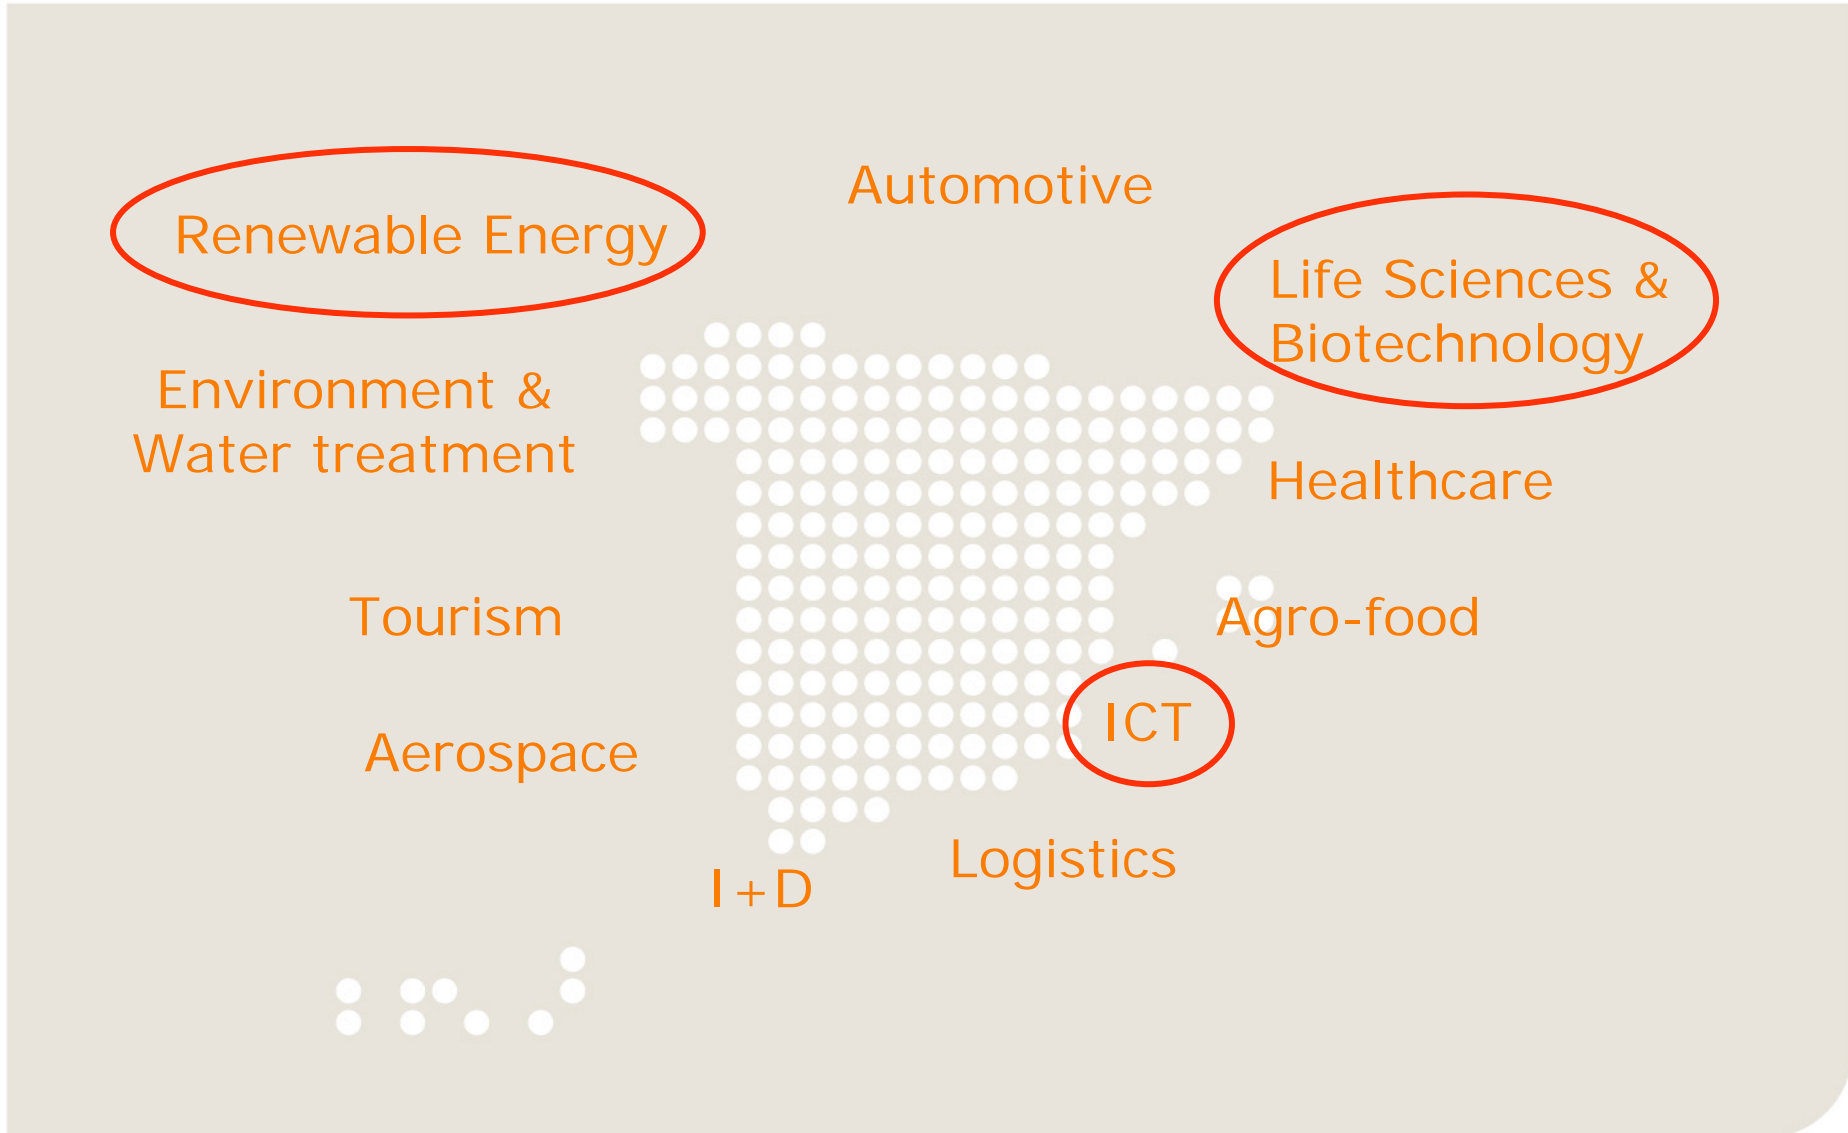 Automotive
Renewable Energy
Life Sciences &
Biotechnology
Environment &
Water treatment
Healthcare
Tourism
Agro-food
ICT
Aerospace
Logistics
I+D